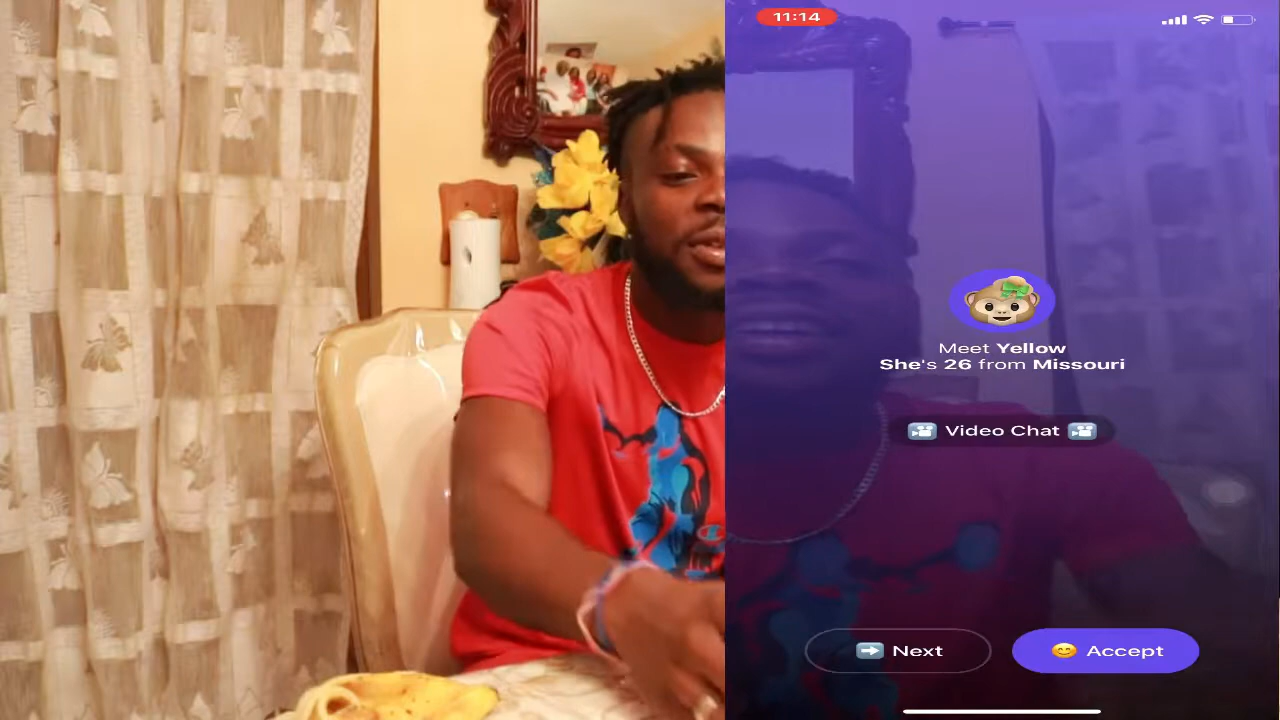 11:14
Meet Yellow
She's 26 from Missouri
Video Chat
Next
Accept